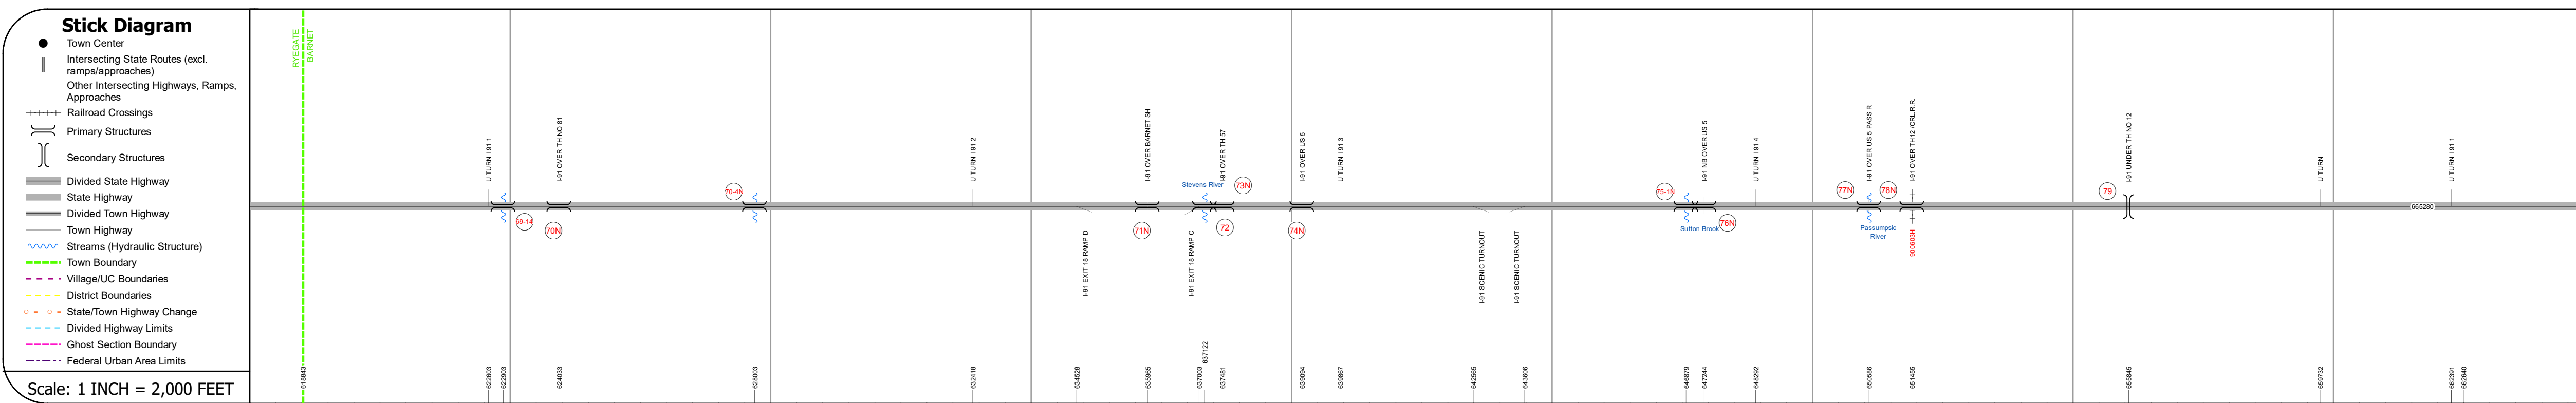 Stick Diagram
Town Center
Intersecting State Routes (excl.
ramps/approaches)
Other Intersecting Highways, Ramps,
Approaches
Railroad Crossings
Primary Structures
Secondary Structures
Divided State Highway
State Highway
Divided Town Highway
Town Highway
Streams (Hydraulic Structure)
Town Boundary
Village/UC Boundaries
District Boundaries
State/Town Highway Change
Divided Highway Limits
Ghost Section Boundary
Federal Urban Area Limits
Scale: 1 INCH = 2,000 FEET
RYEGATE
BARNET
U TURN I 91 1
I-91 OVER TH NO 81
U TURN I 91 2
I-91 OVER BARNET SH
I-91 OVER TH 57
I-91 OVER US 5
U TURN I 91 3
I-91 NB OVER US 5
U TURN I 91 4
I-91 OVER US 5 PASS R
I-91 OVER TH12 /CRL.R.R.
I-91 UNDER TH NO 12
U TURN
U TURN I 91 1
69-14
70N
70-4N
71N
Stevens River
73N
72
74N
75-1N
Sutton Brook
76N
77N
78N
Passumpsic
River
900603H
79
665280
I-91 EXIT 18 RAMP D
I-91 EXIT 18 RAMP C
I-91 SCENIC TURNOUT
I-91 SCENIC TURNOUT
618843
622603
622903
624033
628003
632418
634528
635965
637003
637122
637481
639094
639867
642565
643606
646879
647244
648292
650586
651455
655845
659732
662391
662640